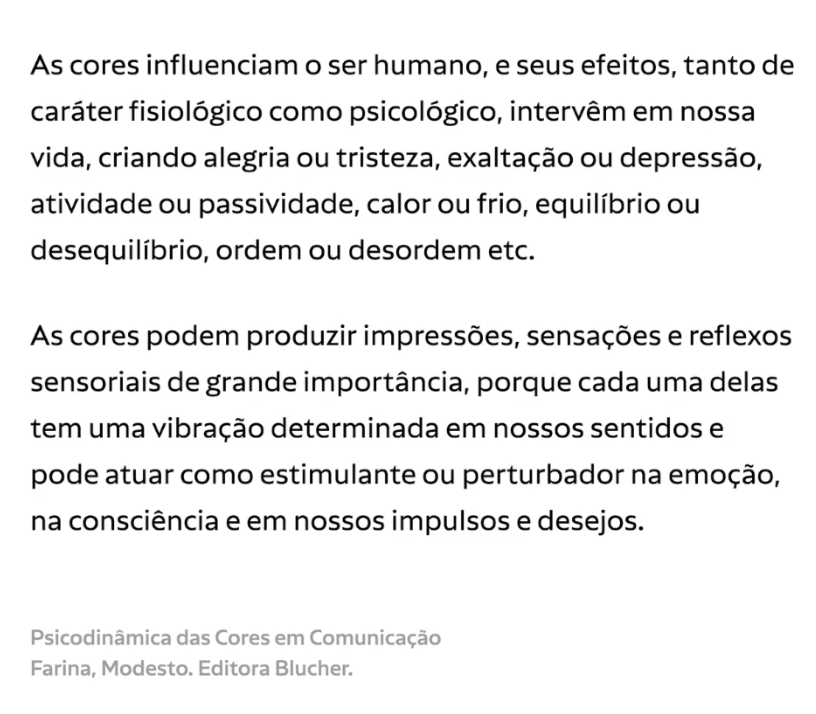 As cores influenciam o ser humano, e seus efeitos, tanto de
caráter fisiológico como psicológico, intervêm em nossa
vida, criando alegria ou tristeza, exaltação ou depressão,
atividade ou passividade, calor ou frio, equilíbrio ou
desequilíbrio, ordem ou desordem etc.
As cores podem produzir impressões, sensações e reflexos
sensoriais de grande importância, porque cada uma delas
tem uma vibração determinada em nossos sentidos e
pode atuar como estimulante ou perturbador na emoção,
na consciência e em nossos impulsos e desejos.
Psicodinâmica das Cores em Comunicação
Farina, Modesto. Editora Blucher.